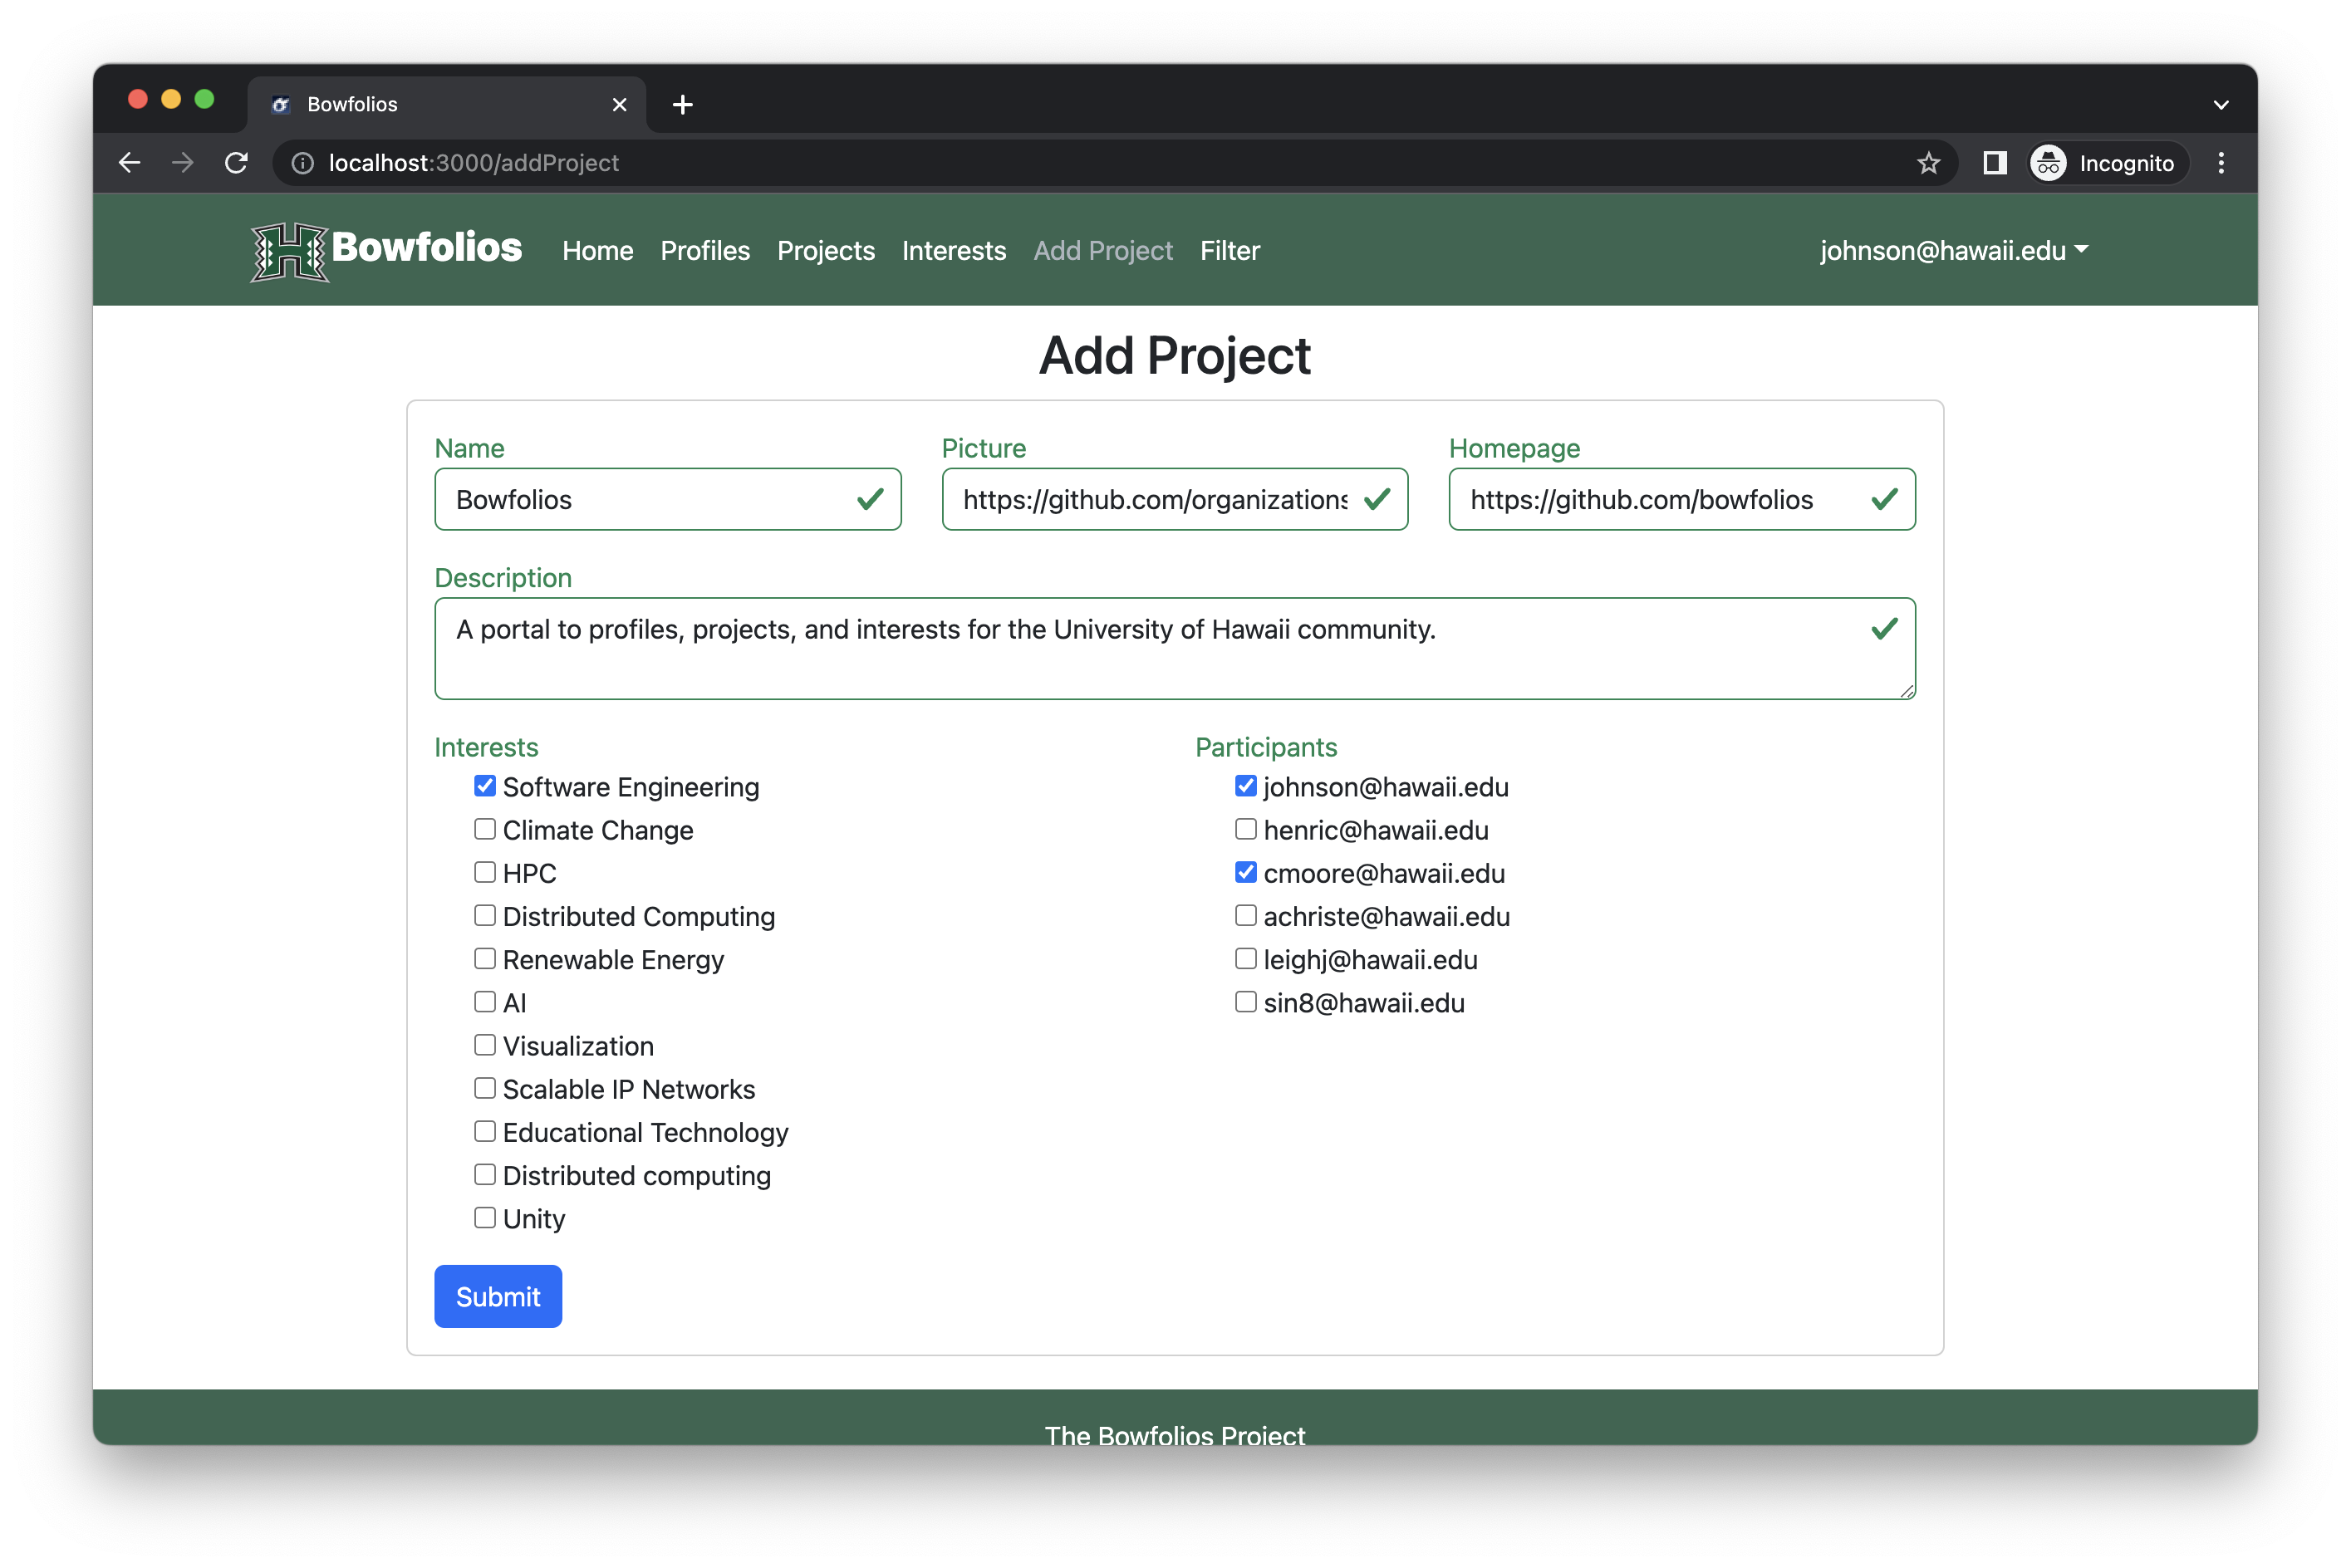 Bowfolios
localhost:3000/addProject
Incognito
Bowfolios Home Profiles Projects Interests Add Project Filter johnson@hawaii.edu
Add Project
Name Picture Homepage
Bowfolios https://github.com/organizations https://github.com/bowfolios
Description
A portal to profiles, projects, and interests for the University of Hawaii community.
Interests
Software Engineering
Climate Change
HPC
Distributed Computing
Renewable Energy
AI
Visualization
Scalable IP Networks
Educational Technology
Distributed computing
Unity
Participants
johnson@hawaii.edu
henric@hawaii.edu
cmoore@hawaii.edu
achriste@hawaii.edu
leighj@hawaii.edu
sin8@hawaii.edu
Submit
The Bowfolios Project